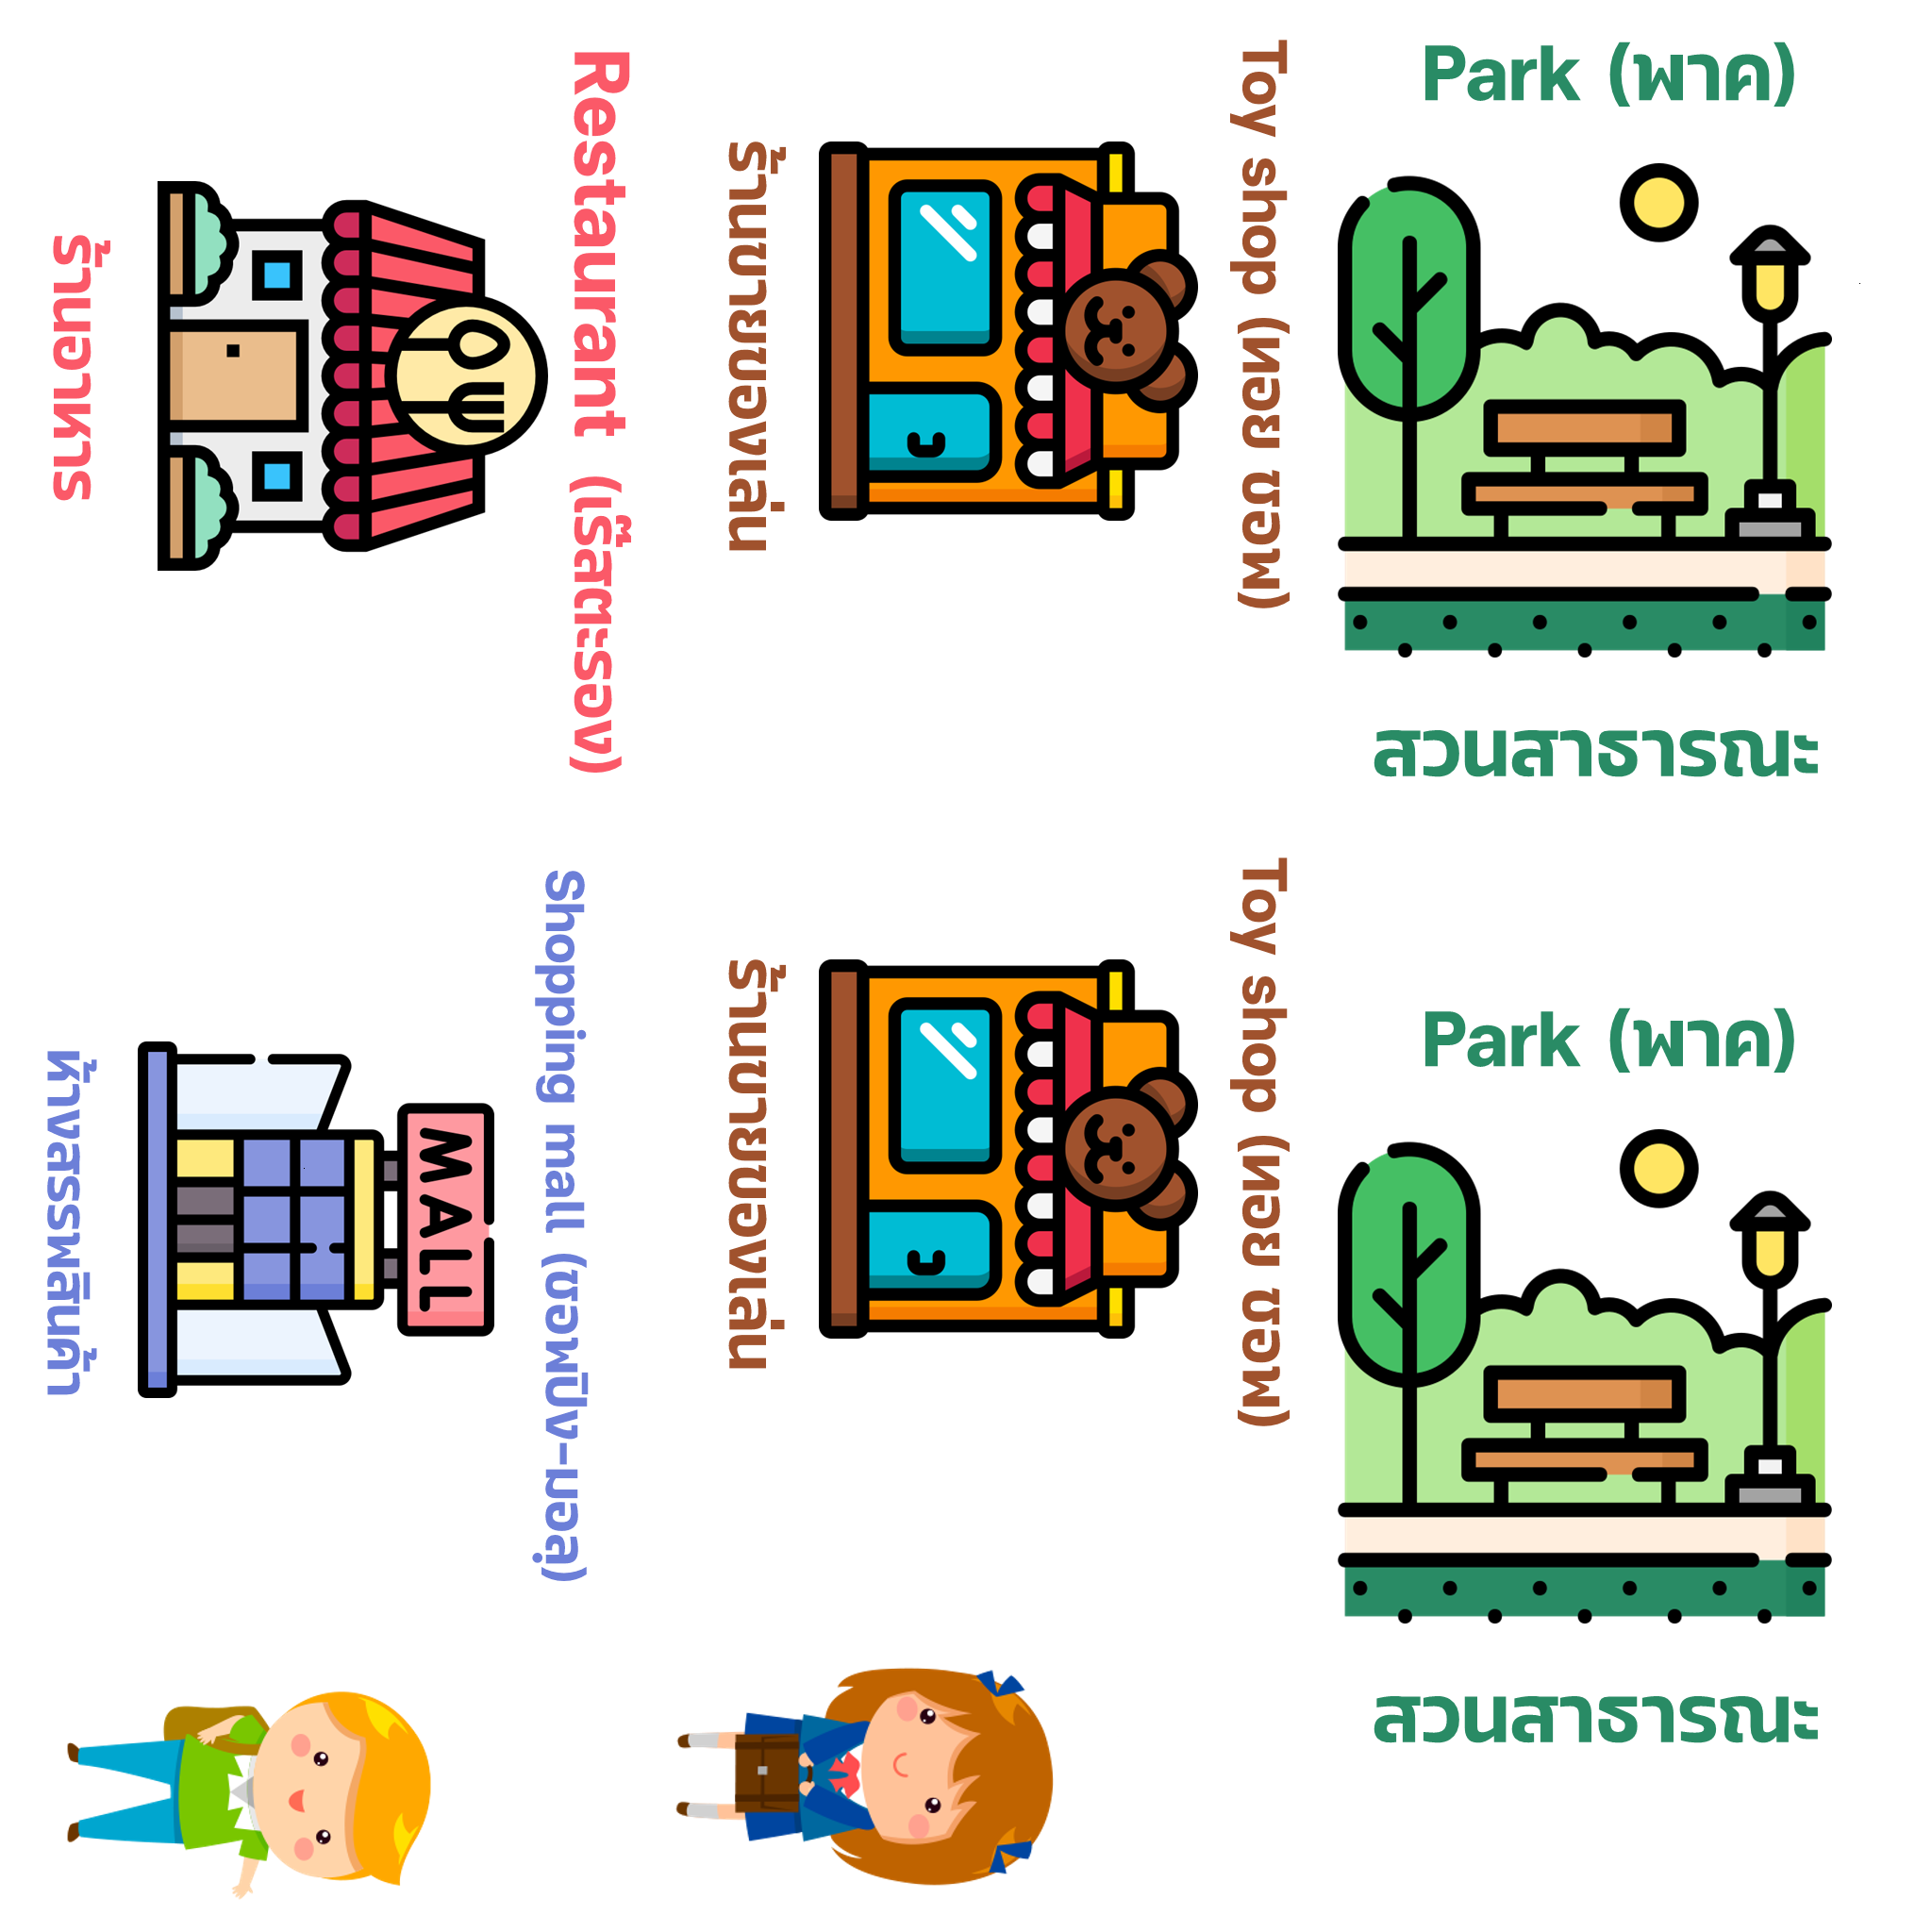 Restaurant (เร๊สตะรอง)
ร้านอาหาร
Toy shop (ทอย ชอพ)
ร้านขายของเล่น
Park (พาค)
สวนสาธารณะ
Shopping mall (ชอพปิง-มอลฺ)
MALL
ห้างสรรพสินค้า
Toy shop (ทอย ชอพ)
ร้านขายของเล่น
Park (พาค)
สวนสาธารณะ